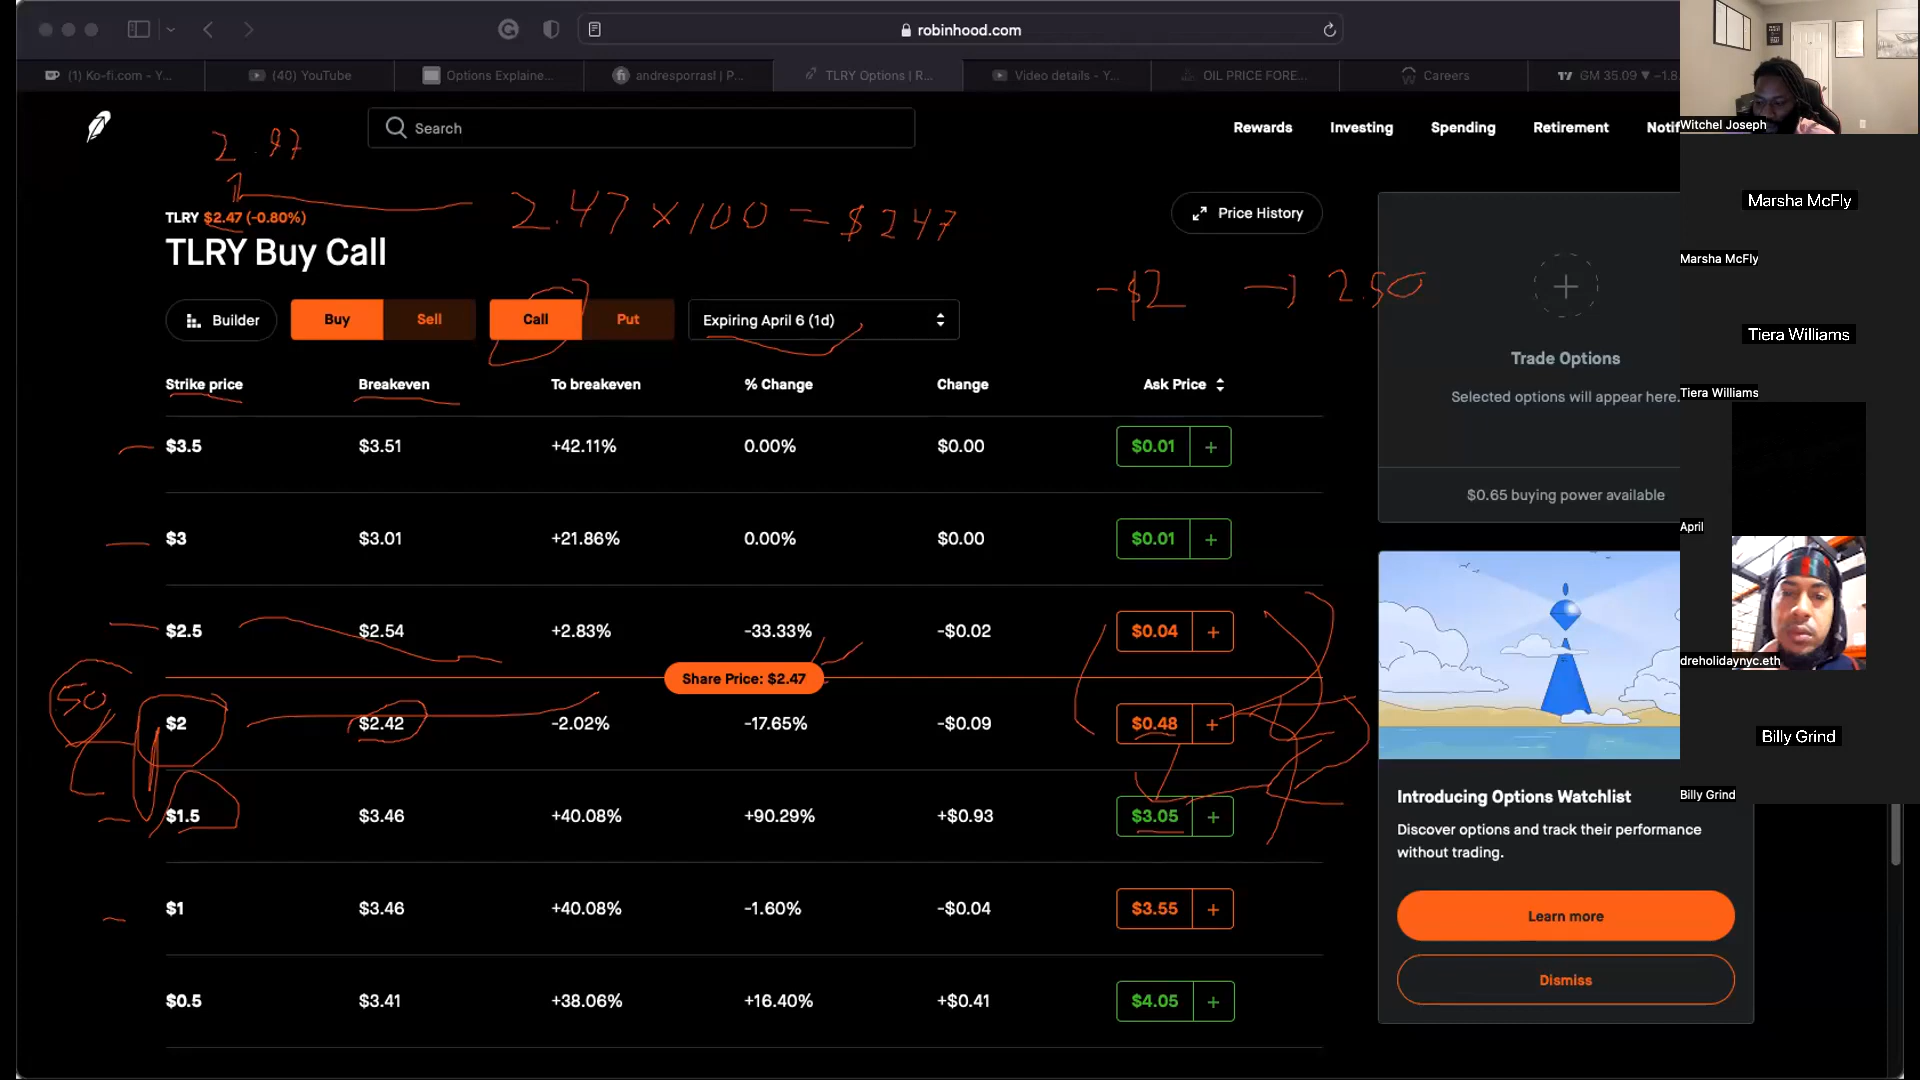 robinhood.com
(1) Ko-fi.com - Y...
(40) YouTube
Options Explaine...
andresporrasl | P...
TLRY Options | R...
Video details - Y...
OIL PRICE FORE...
Careers
GM 35.09 ▼ −1.8
Search
Rewards
Investing
Spending
Retirement
Notif
Witchel Joseph
2.97
TLRY $2.47 (-0.80%)
2.47 x 100 = $247
Price History
TLRY Buy Call
-$2 → 2.50
Builder
Buy
Sell
Call
Put
Expiring April 6 (1d)
Strike price Breakeven To breakeven % Change Change Ask Price
$3.5 $3.51 +42.11% 0.00% $0.00 $0.01 +
$3 $3.01 +21.86% 0.00% $0.00 $0.01 +
$2.5 $2.54 +2.83% -33.33% -$0.02 $0.04 +
Share Price: $2.47
50
$2 $2.42 -2.02% -17.65% -$0.09 $0.48 +
$1.5 $3.46 +40.08% +90.29% +$0.93 $3.05 +
$1 $3.46 +40.08% -1.60% -$0.04 $3.55 +
$0.5 $3.41 +38.06% +16.40% +$0.41 $4.05 +
Trade Options
Selected options will appear here.
$0.65 buying power available
Introducing Options Watchlist
Discover options and track their performance
without trading.
Learn more
Dismiss
Marsha McFly
Marsha McFly
Tiera Williams
Tiera Williams
April
dreholidaynyc.eth
Billy Grind
Billy Grind